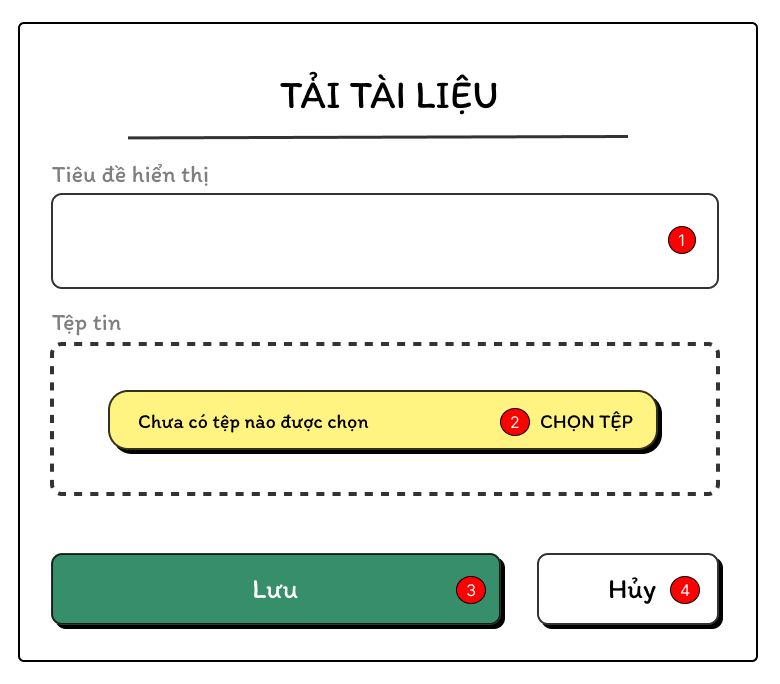 TẢI TÀI LIỆU
Tiêu đề hiển thị
1
Tệp tin
Chưa có tệp nào được chọn 2 CHỌN TỆP
Lưu 3 Hủy 4